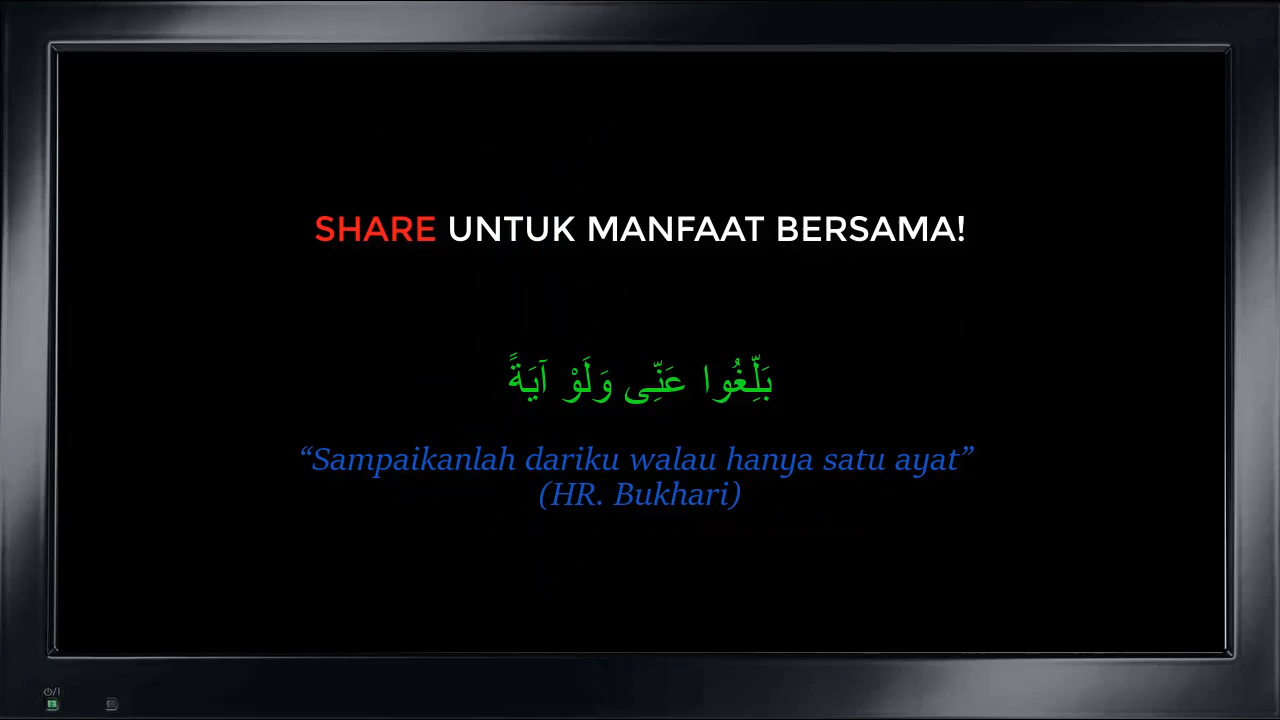 SHARE UNTUK MANFAAT BERSAMA!
بَلِّغُوا عَنِّى وَلَوْ آيَةً
“Sampaikanlah dariku walau hanya satu ayat”
(HR. Bukhari)